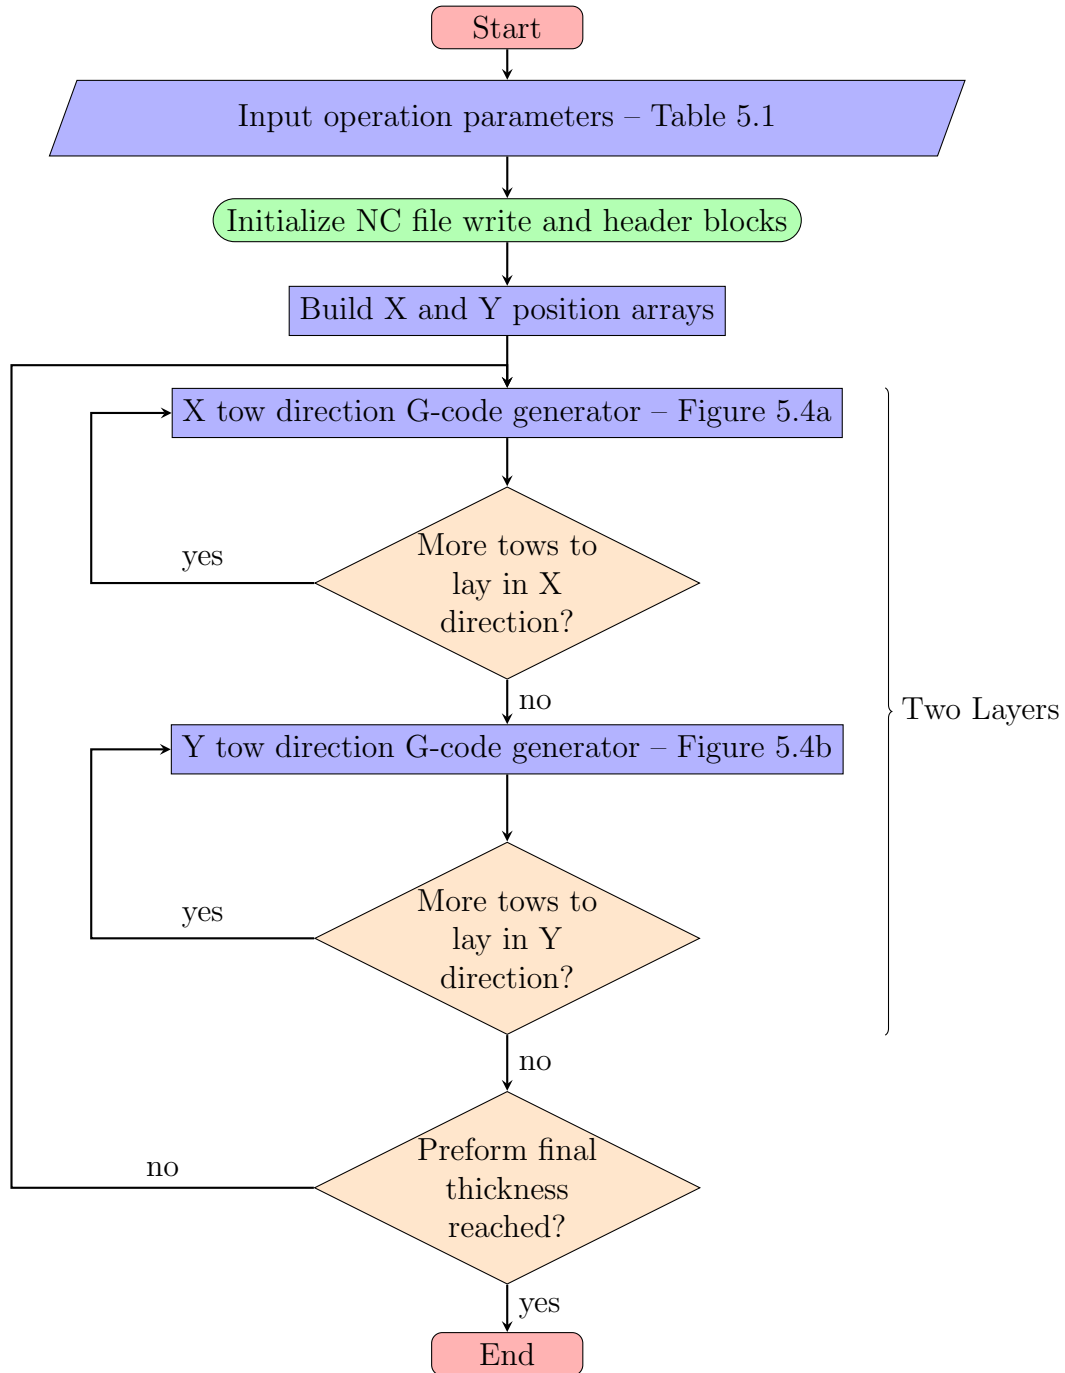 Start
Input operation parameters – Table 5.1
Initialize NC file write and header blocks
Build X and Y position arrays
X tow direction G-code generator – Figure 5.4a
More tows to
lay in X
direction?
yes
no
Two Layers
Y tow direction G-code generator – Figure 5.4b
More tows to
lay in Y
direction?
yes
no
Preform final
thickness
reached?
no
yes
End